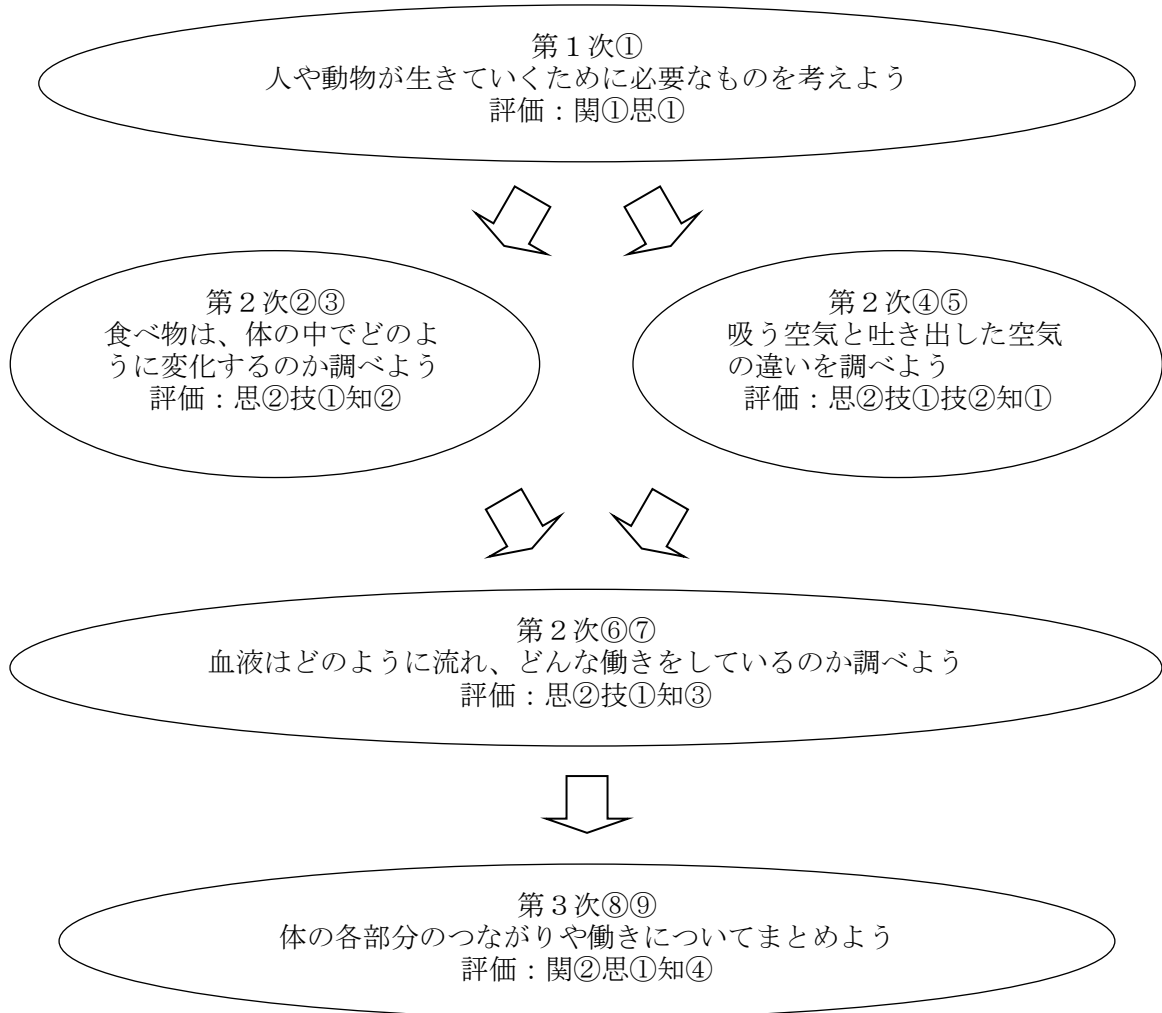 第１次①
人や動物が生きていくために必要なものを考えよう
評価：関①思①
第２次②③
食べ物は、体の中でどのよ
うに変化するのか調べよう
評価：思②技①知②
第２次④⑤
吸う空気と吐き出した空気
の違いを調べよう
評価：思②技①技②知①
第２次⑥⑦
血液はどのように流れ、どんな働きをしているのか調べよう
評価：思②技①知③
第３次⑧⑨
体の各部分のつながりや働きについてまとめよう
評価：関②思①知④